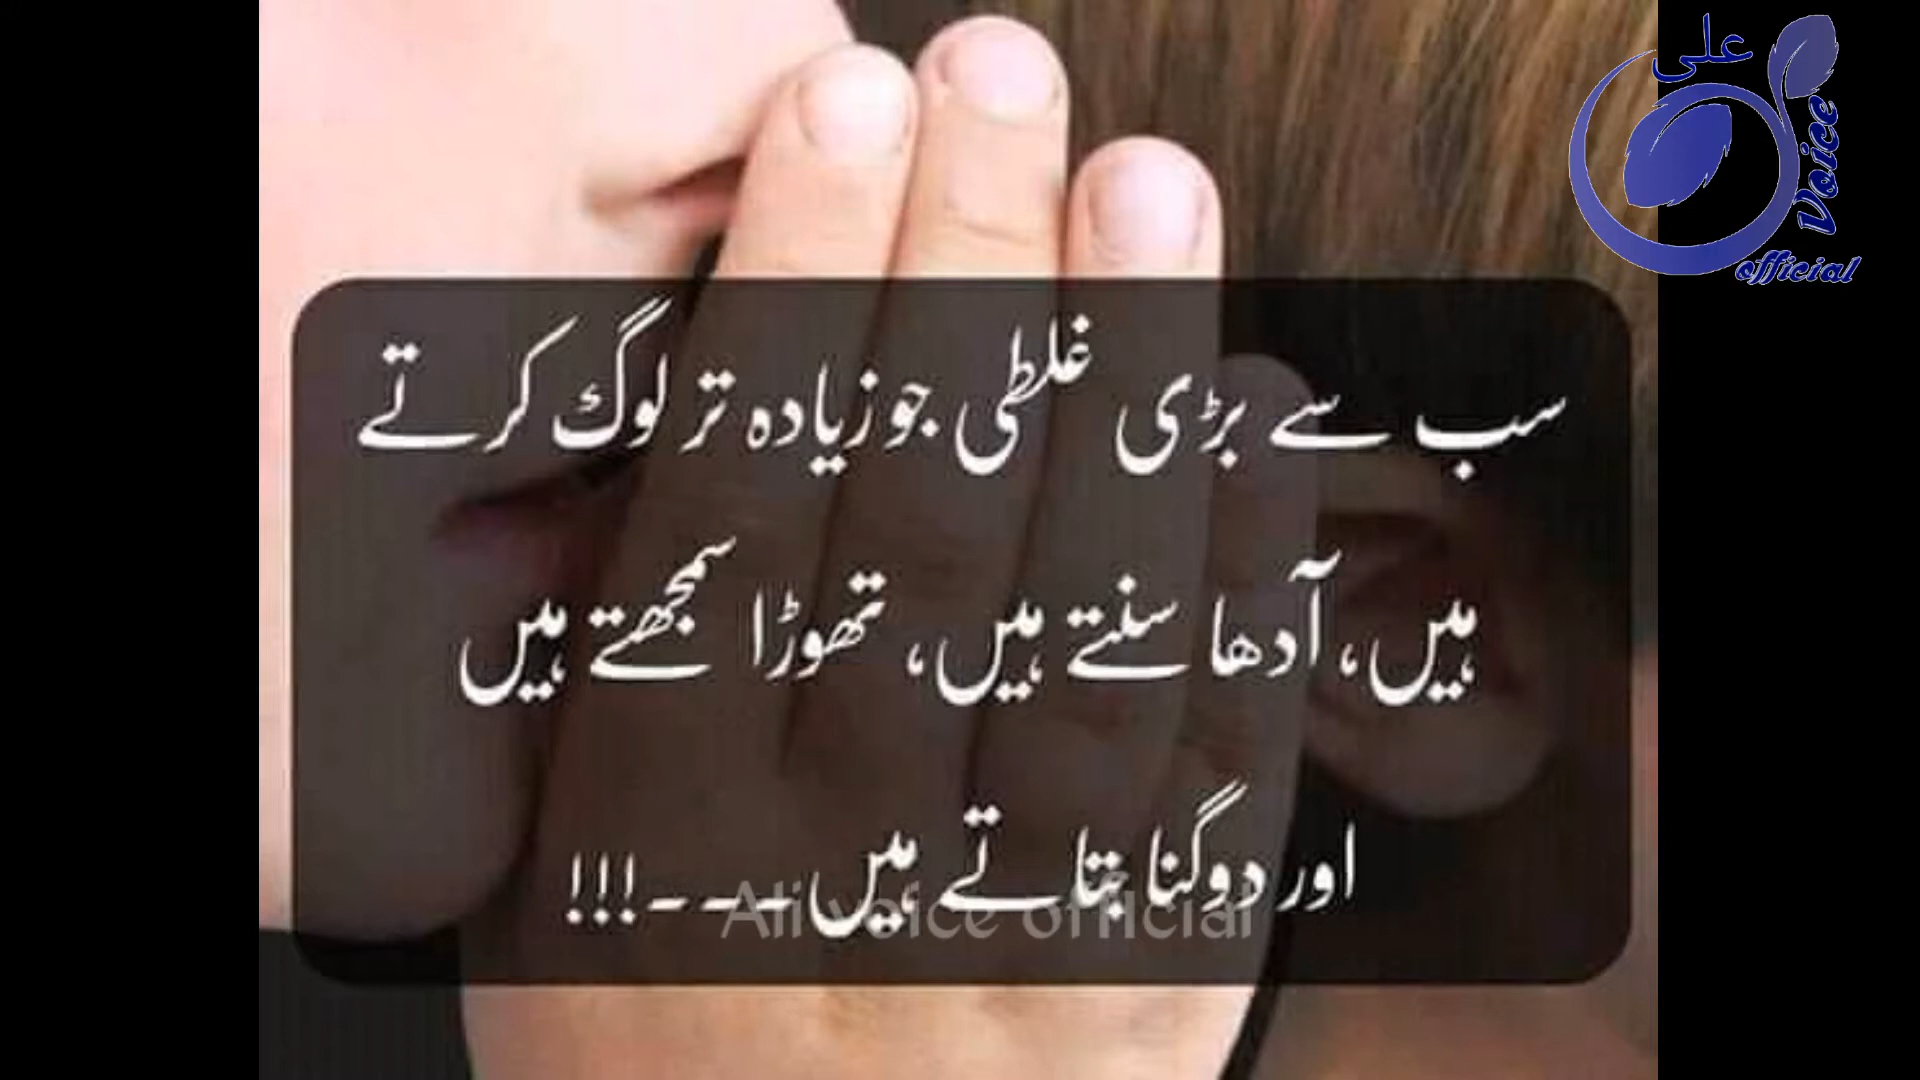 علی
Voice
official
سب سے بڑی غلطی جو زیادہ تر لوگ کرتے
ہیں، آدھا سنتے ہیں، تھوڑا سمجھتے ہیں
اور دوگنا بتاتے ہیں۔۔۔!!!
Ali voice official